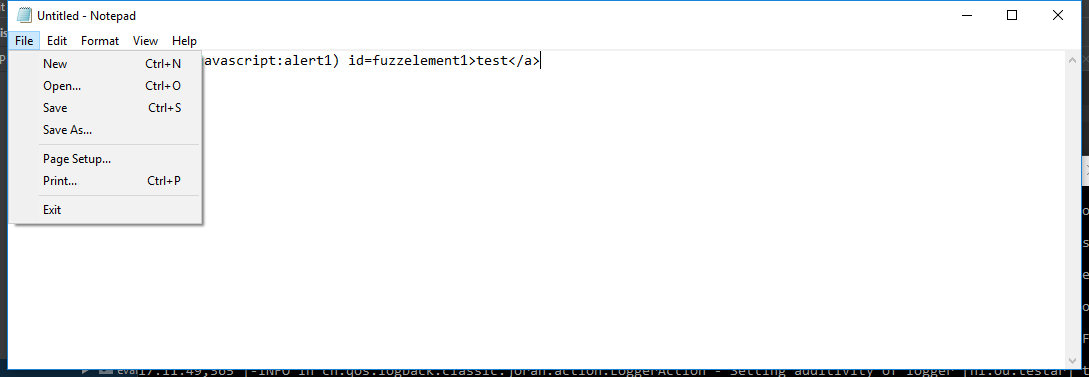 Untitled - Notepad
File Edit Format View Help
avascript:alert1) id=fuzzelement1>test</a>
New Ctrl+N
Open... Ctrl+O
Save Ctrl+S
Save As...
Page Setup...
Print... Ctrl+P
Exit
eval17:11:49,365 |-INFO in ch.qos.logback.classic.joran.action.LoggerAction - Setting additivity of logger [nl.ou.testar]